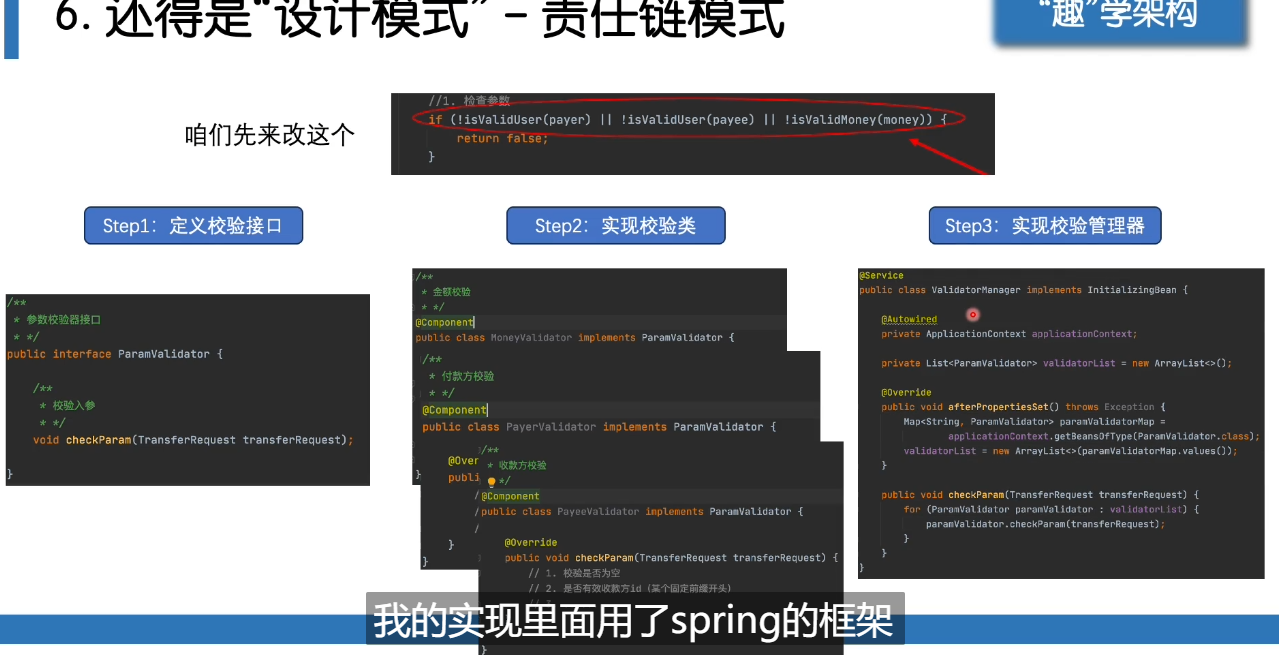 6. 还得是“设计模式” – 责任链模式
“趣”学架构
咱们先来改这个
//1. 检查参数
if (!isValidUser(payer) || !isValidUser(payee) || !isValidMoney(money)) {
return false;
}
Step1：定义校验接口
Step2：实现校验类
Step3：实现校验管理器
/**
* 参数校验器接口
* */
public interface ParamValidator {
/**
* 校验入参
* */
void checkParam(TransferRequest transferRequest);
}
/**
* 金额校验
* */
@Component
public class MoneyValidator implements ParamValidator {
/**
* 付款方校验
* */
@Component
public class PayerValidator implements ParamValidator {
@Over
publi
}
}
/**
* 收款方校验
* */
@Component
public class PayeeValidator implements ParamValidator {
@Override
public void checkParam(TransferRequest transferRequest) {
// 1. 校验是否为空
// 2. 是否有效收款方id（某个固定前缀开头）
}
@Service
public class ValidatorManager implements InitializingBean {
@Autowired
private ApplicationContext applicationContext;
private List<ParamValidator> validatorList = new ArrayList<>();
@Override
public void afterPropertiesSet() throws Exception {
Map<String, ParamValidator> paramValidatorMap =
applicationContext.getBeansOfType(ParamValidator.class);
validatorList = new ArrayList<>(paramValidatorMap.values());
}
public void checkParam(TransferRequest transferRequest) {
for (ParamValidator paramValidator : validatorList) {
paramValidator.checkParam(transferRequest);
}
}
}
我的实现里面用了spring的框架